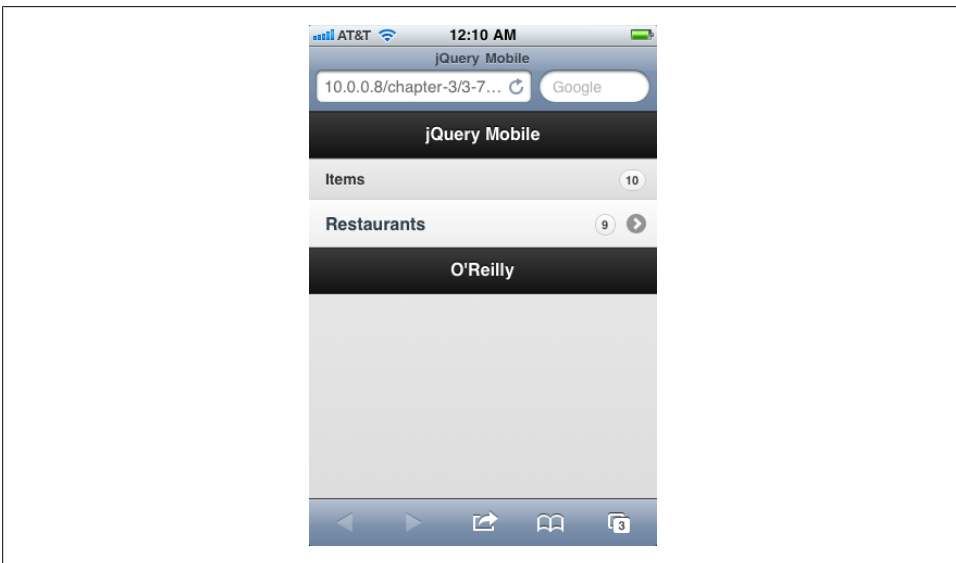 AT&T 12:10 AM
jQuery Mobile
10.0.0.8/chapter-3/3-7... Google
jQuery Mobile
Items 10
Restaurants 9
O'Reilly
3